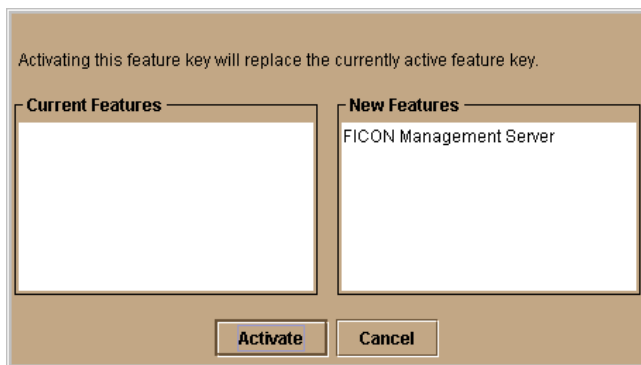 Activating this feature key will replace the currently active feature key.
Current Features
New Features
FICON Management Server
Activate
Cancel